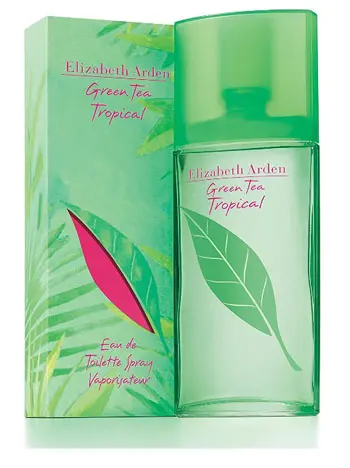 Elizabeth Arden
Green Tea
Tropical
Eau de
Toilette Spray
Vaporisateur
Elizabeth Arden
Green Tea
Tropical